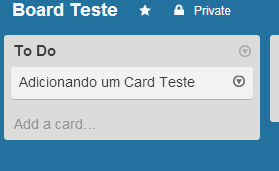 Board Teste Private
To Do
Adicionando um Card Teste
Add a card...